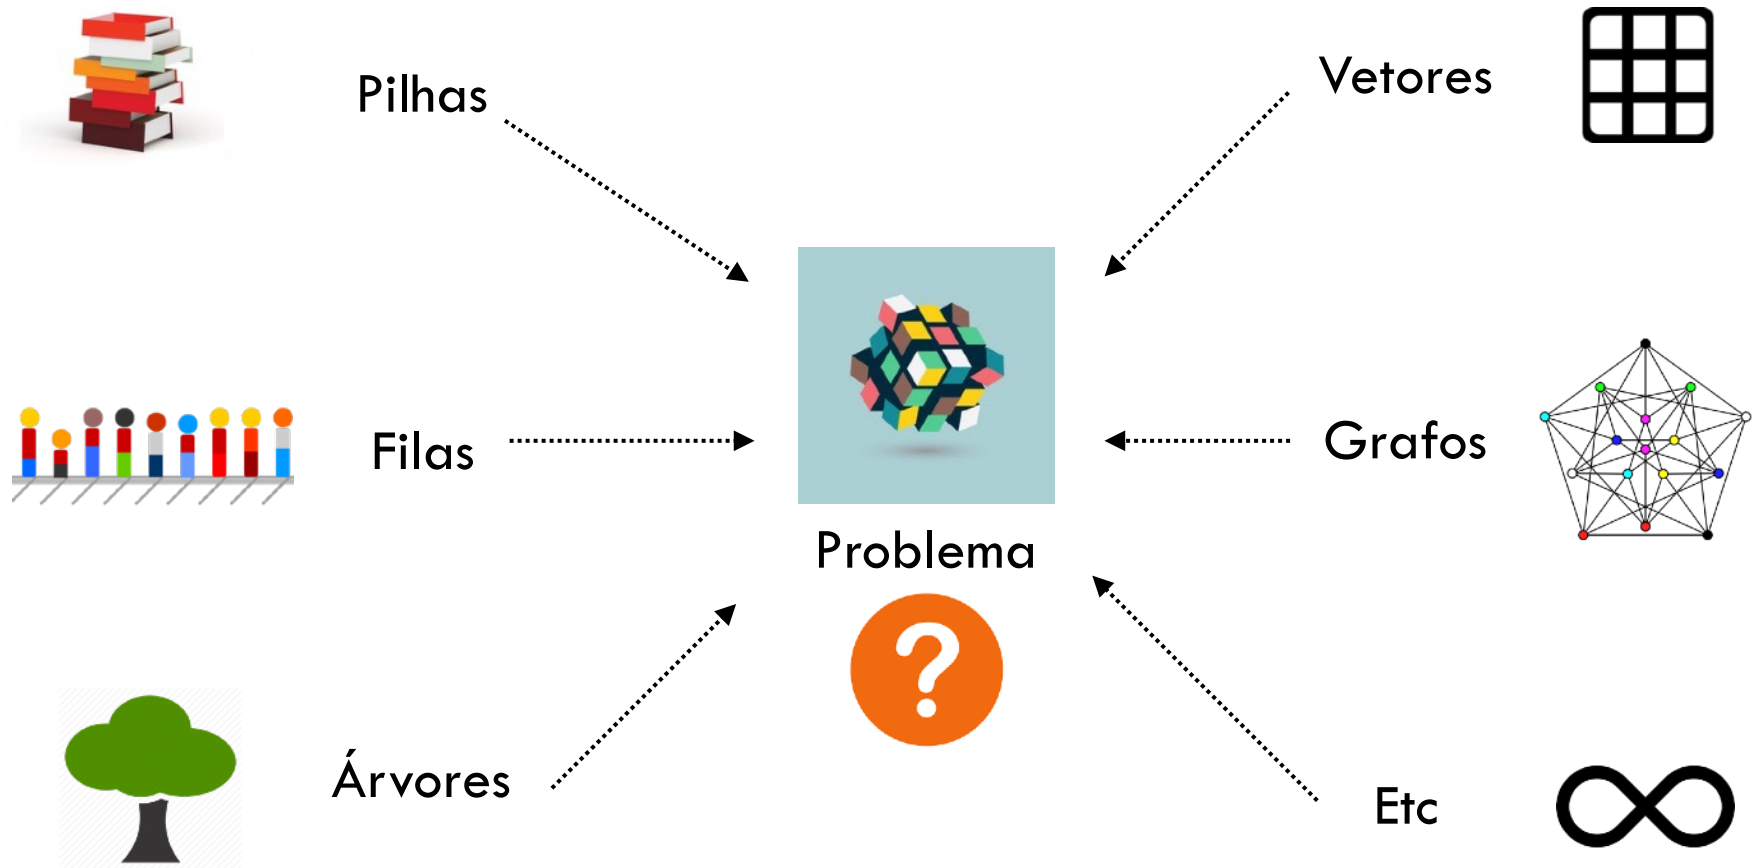 Pilhas
Vetores
Filas
Grafos
Problema
?
Árvores
Etc